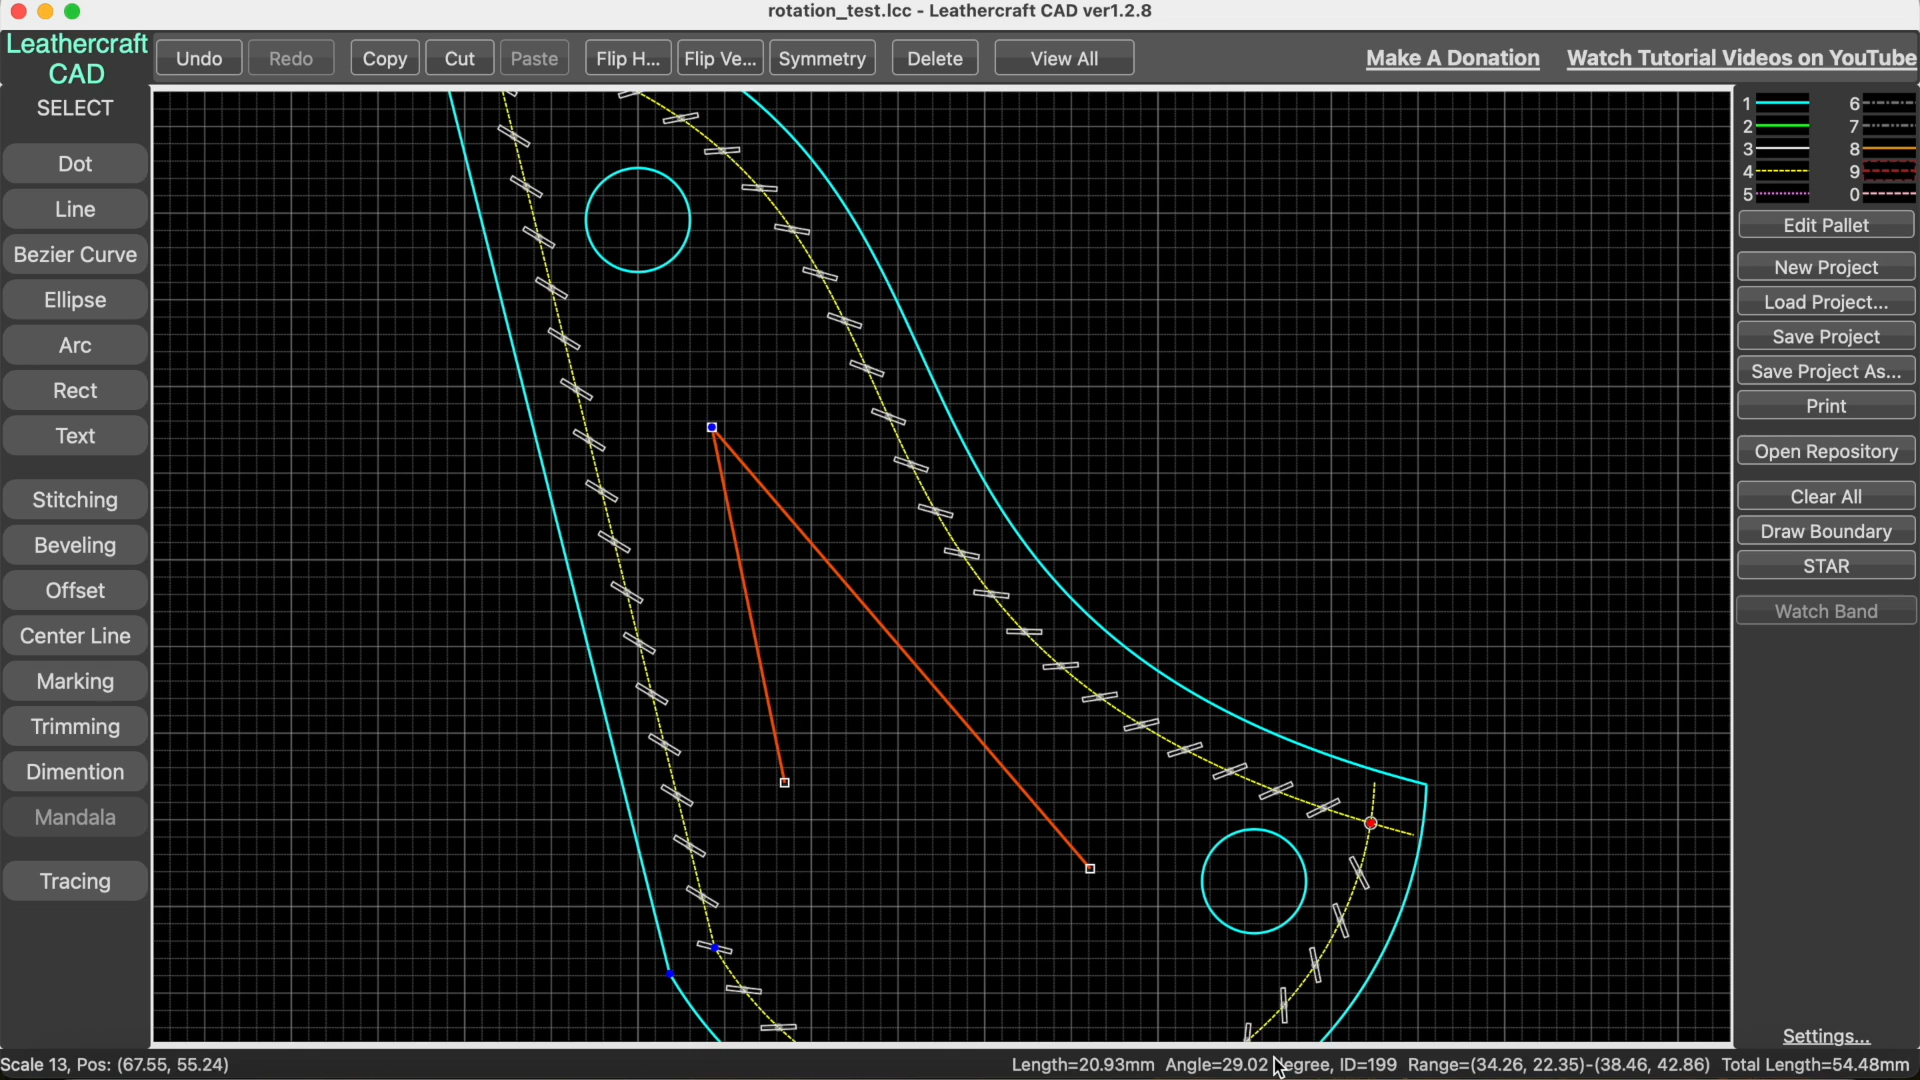 rotation_test.lcc - Leathercraft CAD ver1.2.8
Leathercraft
CAD
Undo
Redo
Copy
Cut
Paste
Flip H...
Flip Ve...
Symmetry
Delete
View All
Make A Donation
Watch Tutorial Videos on YouTube
SELECT
Dot
Line
Bezier Curve
Ellipse
Arc
Rect
Text
Stitching
Beveling
Offset
Center Line
Marking
Trimming
Dimention
Mandala
Tracing
1
6
2
7
3
8
4
9
5
0
Edit Pallet
New Project
Load Project...
Save Project
Save Project As...
Print
Open Repository
Clear All
Draw Boundary
STAR
Watch Band
Settings...
Scale 13, Pos: (67.55, 55.24)
Length=20.93mm Angle=29.02 degree, ID=199 Range=(34.26, 22.35)-(38.46, 42.86) Total Length=54.48mm